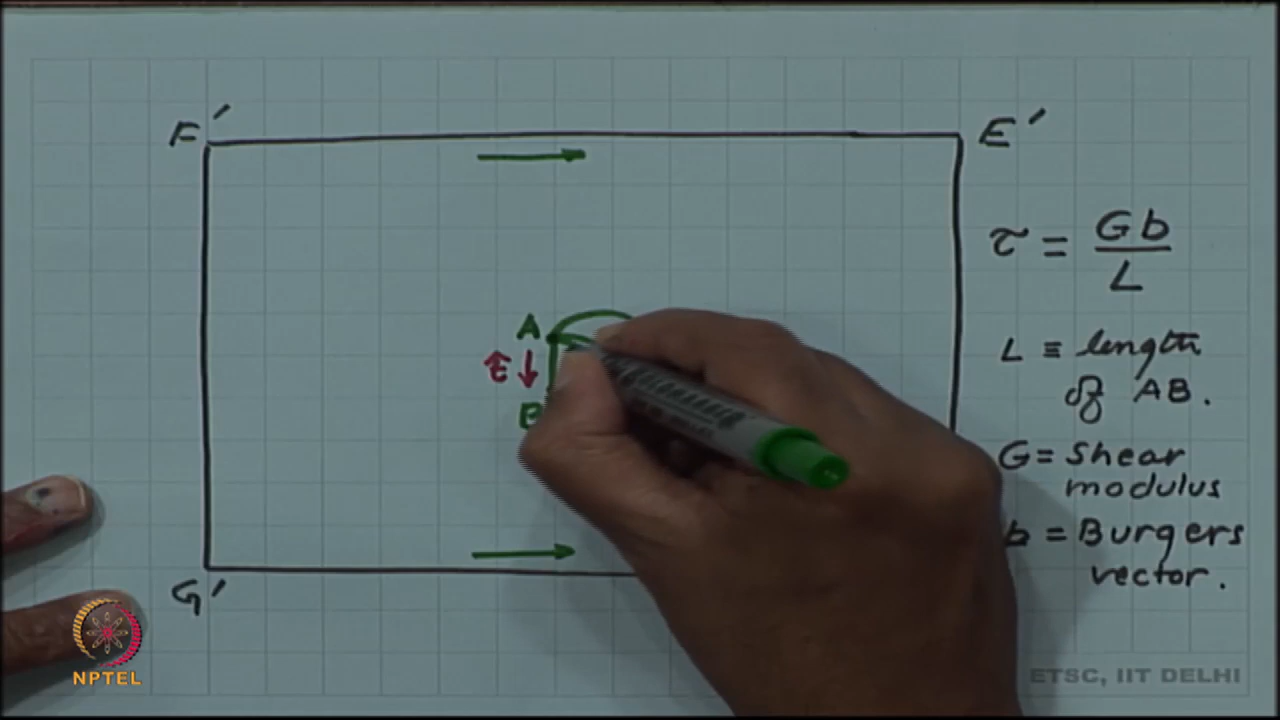 F′
E′
τ = Gb
L
L ≡ length
of AB.
A
t̂
B
G = Shear
modulus
b = Burgers
vector.
G′
NPTEL
ETSC, IIT DELHI